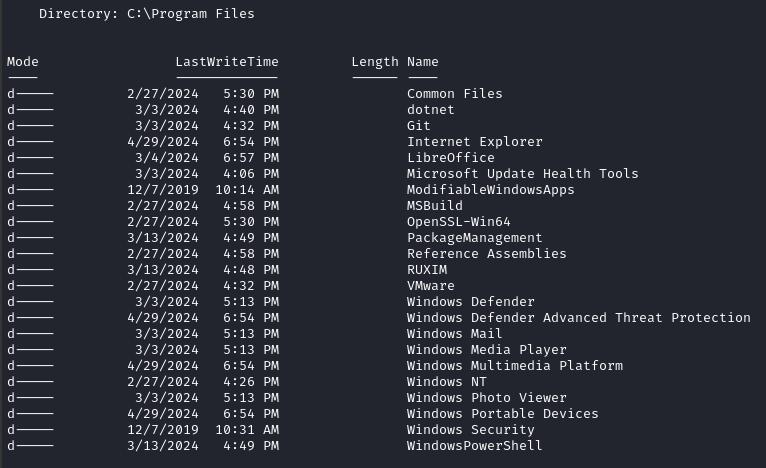 Directory: C:\Program Files
Mode LastWriteTime Length Name
---- ------------- ------ ----
d----- 2/27/2024 5:30 PM Common Files
d----- 3/3/2024 4:40 PM dotnet
d----- 3/3/2024 4:32 PM Git
d----- 4/29/2024 6:54 PM Internet Explorer
d----- 3/4/2024 6:57 PM LibreOffice
d----- 3/3/2024 4:06 PM Microsoft Update Health Tools
d----- 12/7/2019 10:14 AM ModifiableWindowsApps
d----- 2/27/2024 4:58 PM MSBuild
d----- 2/27/2024 5:30 PM OpenSSL-Win64
d----- 3/13/2024 4:49 PM PackageManagement
d----- 2/27/2024 4:58 PM Reference Assemblies
d----- 3/13/2024 4:48 PM RUXIM
d----- 2/27/2024 4:32 PM VMware
d----- 3/3/2024 5:13 PM Windows Defender
d----- 4/29/2024 6:54 PM Windows Defender Advanced Threat Protection
d----- 3/3/2024 5:13 PM Windows Mail
d----- 3/3/2024 5:13 PM Windows Media Player
d----- 4/29/2024 6:54 PM Windows Multimedia Platform
d----- 2/27/2024 4:26 PM Windows NT
d----- 3/3/2024 5:13 PM Windows Photo Viewer
d----- 4/29/2024 6:54 PM Windows Portable Devices
d----- 12/7/2019 10:31 AM Windows Security
d----- 3/13/2024 4:49 PM WindowsPowerShell